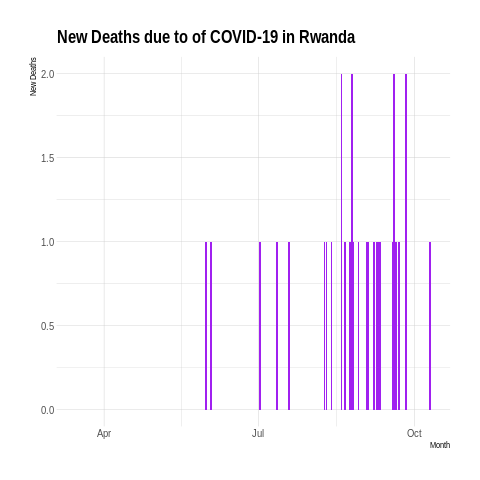 New Deaths due to of COVID-19 in Rwanda
New Deaths
2.0
1.5
1.0
0.5
0.0
Apr
Jul
Oct
Month